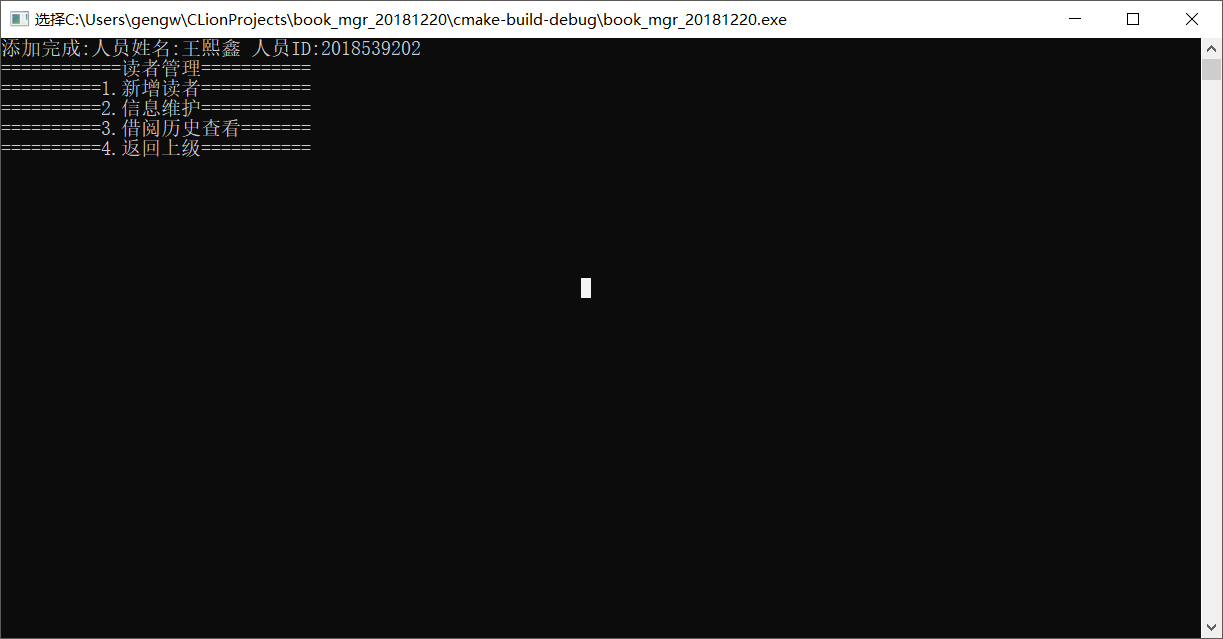 选择C:\Users\gengw\CLionProjects\book_mgr_20181220\cmake-build-debug\book_mgr_20181220.exe
添加完成:人员姓名:王熙鑫 人员ID:2018539202
============读者管理===========
==========1.新增读者===========
==========2.信息维护===========
==========3.借阅历史查看=======
==========4.返回上级===========